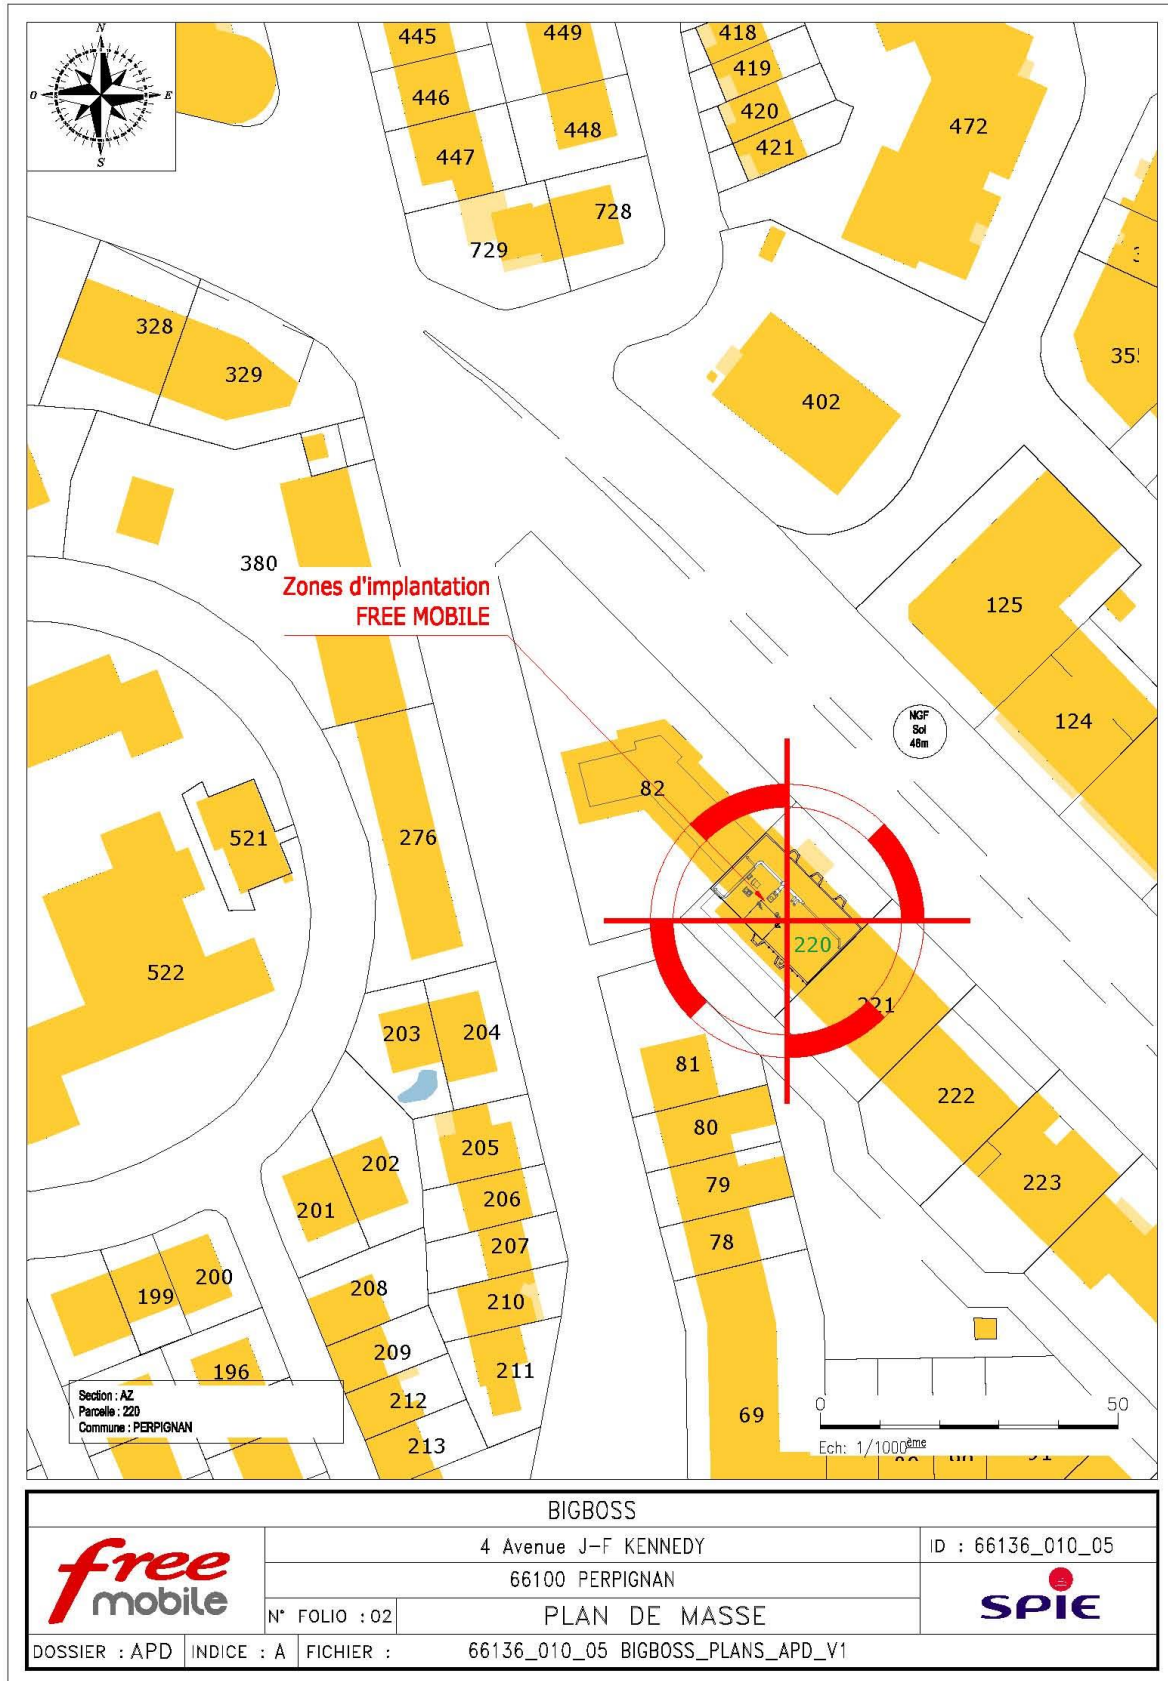 N
O
E
S
445
449
418
446
419
448
420
472
447
421
728
729
328
329
355
402
380
Zones d'implantation
FREE MOBILE
125
NGF
Sol
48m
124
82
521
276
220
522
221
203
204
81
222
80
205
202
79
223
206
201
78
207
200
199
208
210
209
211
196
212
69
213
Section : AZ
Parcelle : 220
Commune : PERPIGNAN
0
50
Ech: 1/1000ème
91
BIGBOSS
free
mobile
4 Avenue J-F KENNEDY
ID : 66136_010_05
66100 PERPIGNAN
SPIE
N° FOLIO : 02
PLAN DE MASSE
DOSSIER : APD
INDICE : A
FICHIER :
66136_010_05 BIGBOSS_PLANS_APD_V1